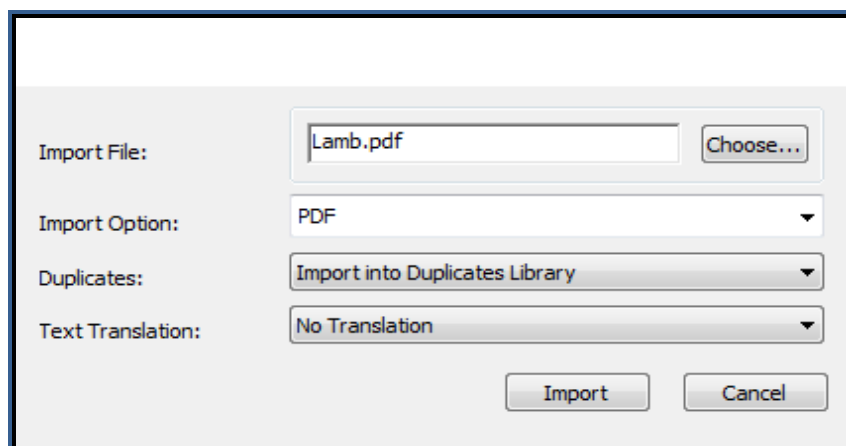 Import File:
Lamb.pdf
Choose...
Import Option:
PDF
Duplicates:
Import into Duplicates Library
Text Translation:
No Translation
Import
Cancel